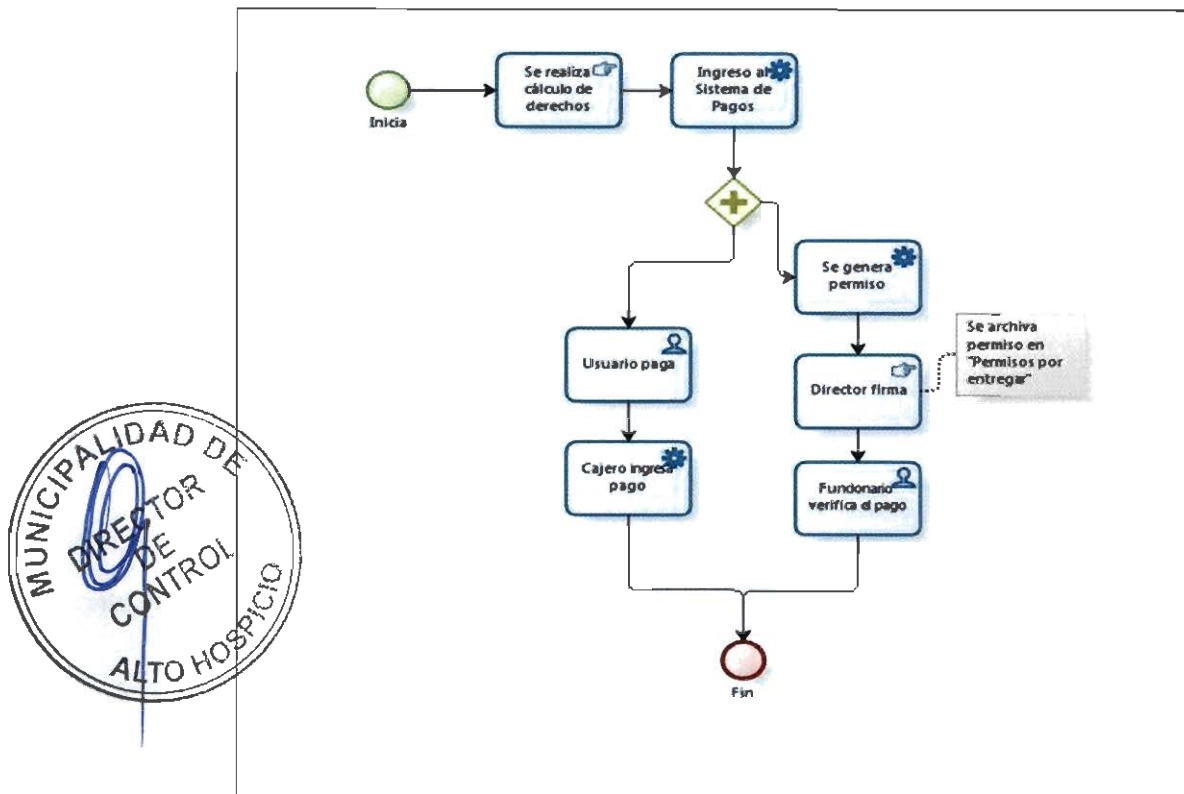 Se realiza
cálculo de
derechos
Ingreso al
Sistema de
Pagos
Inicia
Se genera
permiso
Se archiva
permiso en
"Permisos por
entregar"
Usuario paga
Director firma
Cajero ingresa
pago
Funcionario
verifica el pago
Fin
MUNICIPALIDAD DE
DIRECTOR
DE
CONTROL
ALTO HOSPICIO